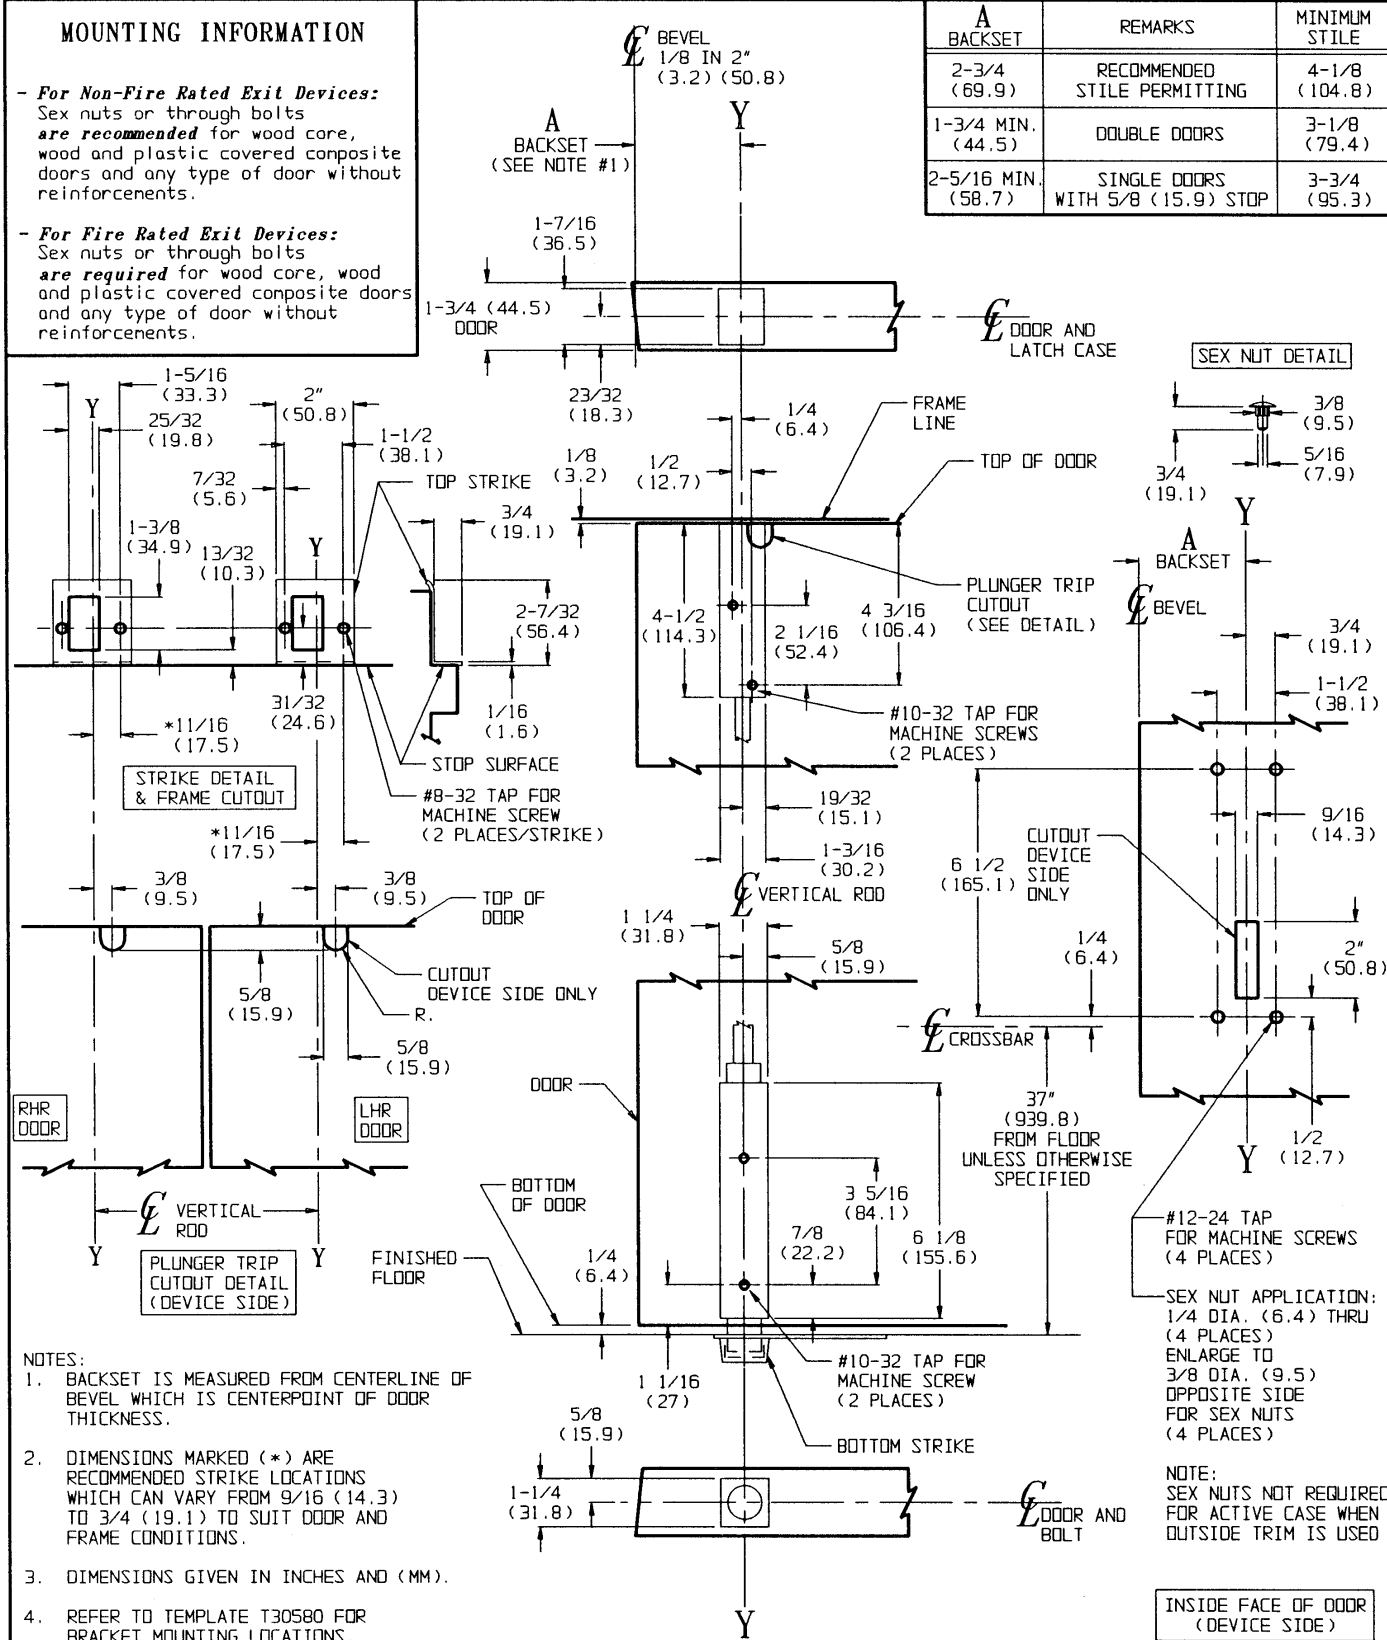 MOUNTING INFORMATION
- For Non-Fire Rated Exit Devices:
Sex nuts or through bolts
are recommended for wood core,
wood and plastic covered conposite
doors and any type of door without
reinforcements.
- For Fire Rated Exit Devices:
Sex nuts or through bolts
are required for wood core, wood
and plastic covered conposite doors
and any type of door without
reinforcements.
A
BACKSET
REMARKS
MINIMUM
STILE
2-3/4
(69.9)
RECOMMENDED
STILE PERMITTING
4-1/8
(104.8)
1-3/4 MIN.
(44.5)
DOUBLE DOORS
3-1/8
(79.4)
2-5/16 MIN.
(58.7)
SINGLE DOORS
WITH 5/8 (15.9) STOP
3-3/4
(95.3)
CL BEVEL
1/8 IN 2"
(3.2) (50.8)
Y
A
BACKSET
(SEE NOTE #1)
1-7/16
(36.5)
1-3/4 (44.5)
DOOR
CL DOOR AND
LATCH CASE
23/32
(18.3)
SEX NUT DETAIL
3/8
(9.5)
5/16
(7.9)
3/4
(19.1)
1-5/16
(33.3)
Y
25/32
(19.8)
2"
(50.8)
1-1/2
(38.1)
7/32
(5.6)
1-3/8
(34.9)
13/32
(10.3)
Y
TOP STRIKE
3/4
(19.1)
2-7/32
(56.4)
31/32
(24.6)
1/16
(1.6)
*11/16
(17.5)
STRIKE DETAIL
& FRAME CUTOUT
STOP SURFACE
#8-32 TAP FOR
MACHINE SCREW
(2 PLACES/STRIKE)
*11/16
(17.5)
1/4
(6.4)
FRAME
LINE
1/8
(3.2)
1/2
(12.7)
TOP OF DOOR
PLUNGER TRIP
CUTOUT
(SEE DETAIL)
4-1/2
(114.3)
4 3/16
(106.4)
2 1/16
(52.4)
#10-32 TAP FOR
MACHINE SCREWS
(2 PLACES)
19/32
(15.1)
1-3/16
(30.2)
CL VERTICAL ROD
Y
A
BACKSET
CL BEVEL
3/4
(19.1)
1-1/2
(38.1)
9/16
(14.3)
CUTOUT
DEVICE
SIDE
ONLY
6 1/2
(165.1)
1/4
(6.4)
2"
(50.8)
1/2
(12.7)
Y
3/8
(9.5)
3/8
(9.5)
TOP OF
DOOR
CUTOUT
DEVICE SIDE ONLY
R.
5/8
(15.9)
5/8
(15.9)
RHR
DOOR
LHR
DOOR
CL VERTICAL
ROD
Y
Y
PLUNGER TRIP
CUTOUT DETAIL
(DEVICE SIDE)
1 1/4
(31.8)
5/8
(15.9)
CL CROSSBAR
DOOR
37"
(939.8)
FROM FLOOR
UNLESS OTHERWISE
SPECIFIED
BOTTOM
OF DOOR
3 5/16
(84.1)
7/8
(22.2)
6 1/8
(155.6)
FINISHED
FLOOR
1/4
(6.4)
1 1/16
(27)
#10-32 TAP FOR
MACHINE SCREW
(2 PLACES)
BOTTOM STRIKE
5/8
(15.9)
1-1/4
(31.8)
CL DOOR AND
BOLT
Y
#12-24 TAP
FOR MACHINE SCREWS
(4 PLACES)
SEX NUT APPLICATION:
1/4 DIA. (6.4) THRU
(4 PLACES)
ENLARGE TO
3/8 DIA. (9.5)
OPPOSITE SIDE
FOR SEX NUTS
(4 PLACES)
NOTE:
SEX NUTS NOT REQUIRED
FOR ACTIVE CASE WHEN
OUTSIDE TRIM IS USED
INSIDE FACE OF DOOR
(DEVICE SIDE)
NOTES:
1. BACKSET IS MEASURED FROM CENTERLINE OF
BEVEL WHICH IS CENTERPOINT OF DOOR
THICKNESS.
2. DIMENSIONS MARKED (*) ARE
RECOMMENDED STRIKE LOCATIONS
WHICH CAN VARY FROM 9/16 (14.3)
TO 3/4 (19.1) TO SUIT DOOR AND
FRAME CONDITIONS.
3. DIMENSIONS GIVEN IN INCHES AND (MM).
4. REFER TO TEMPLATE T30580 FOR
BRACKET MOUNTING LOCATIONS